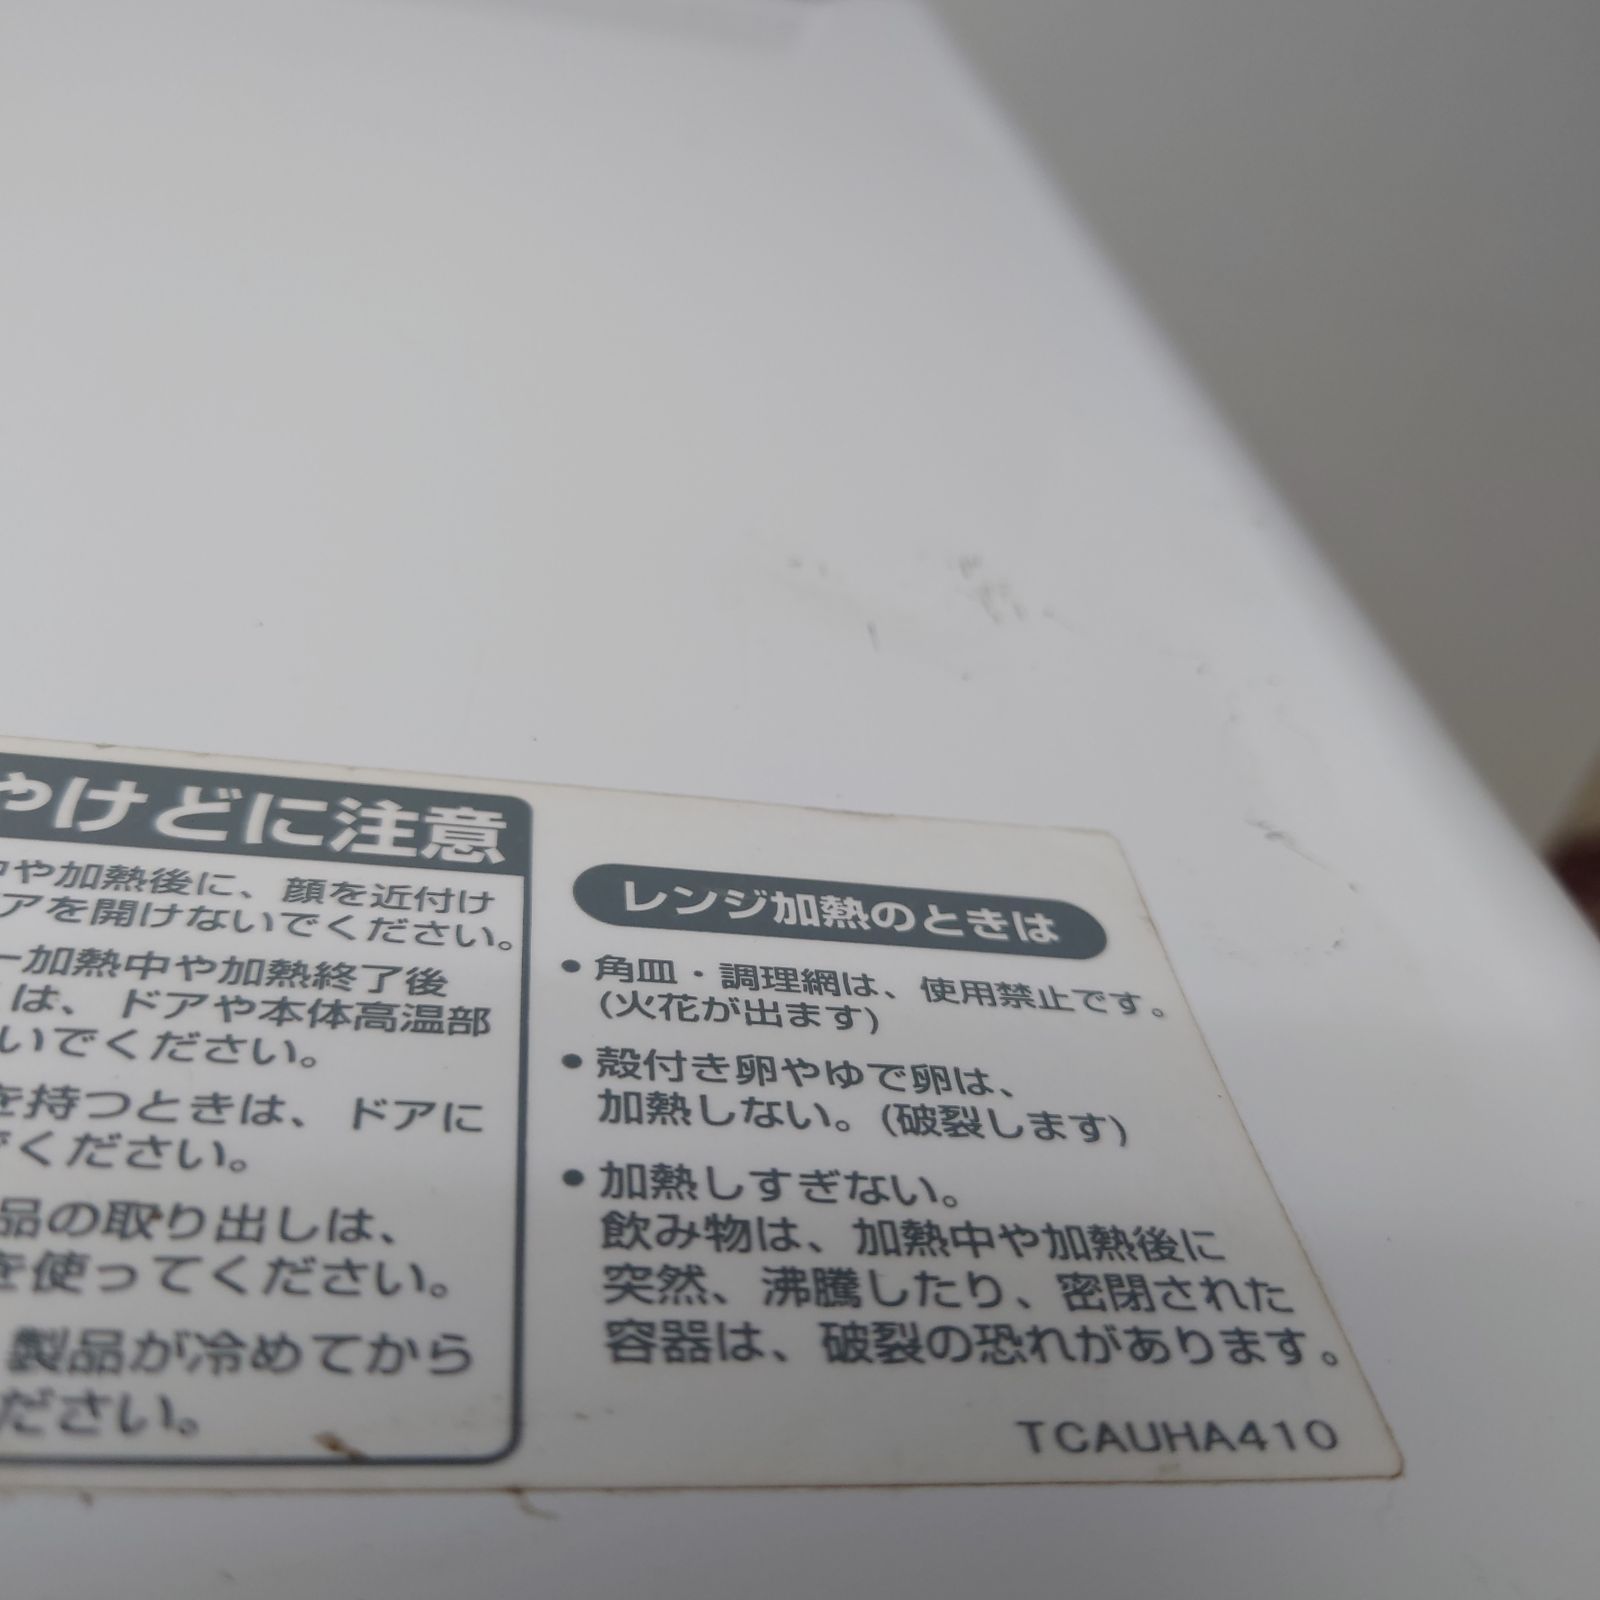 やけどに注意
や加熱後に、顔を近付け
アを開けないでください。
ー加熱中や加熱終了後
は、ドアや本体高温部
いでください。
を持つときは、ドアに
ください。
品の取り出しは、
を使ってください。
製品が冷めてから
ださい。
レンジ加熱のときは
• 角皿・調理網は、使用禁止です。
(火花が出ます)
• 殻付き卵やゆで卵は、
加熱しない。(破裂します)
• 加熱しすぎない。
飲み物は、加熱中や加熱後に
突然、沸騰したり、密閉された
容器は、破裂の恐れがあります。
TCAUHA410